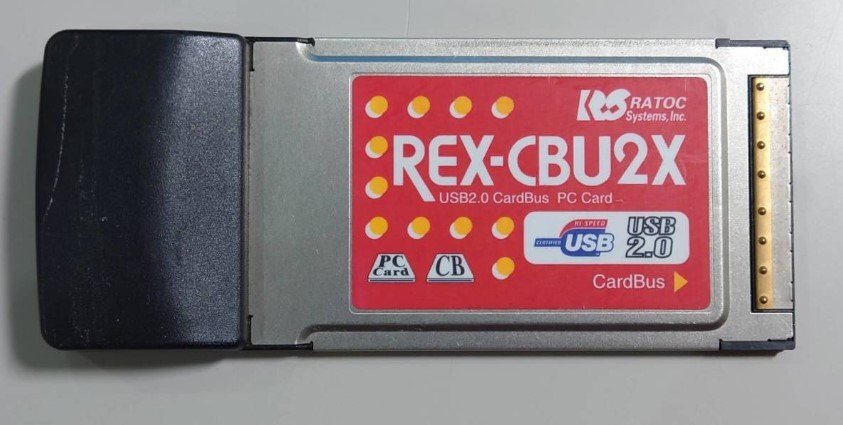 RATOC
Systems, Inc.
REX-CBU2X
USB2.0 CardBus PC Card
HI-SPEED
CERTIFIED USB
USB
2.0
PC
Card
CB
CardBus